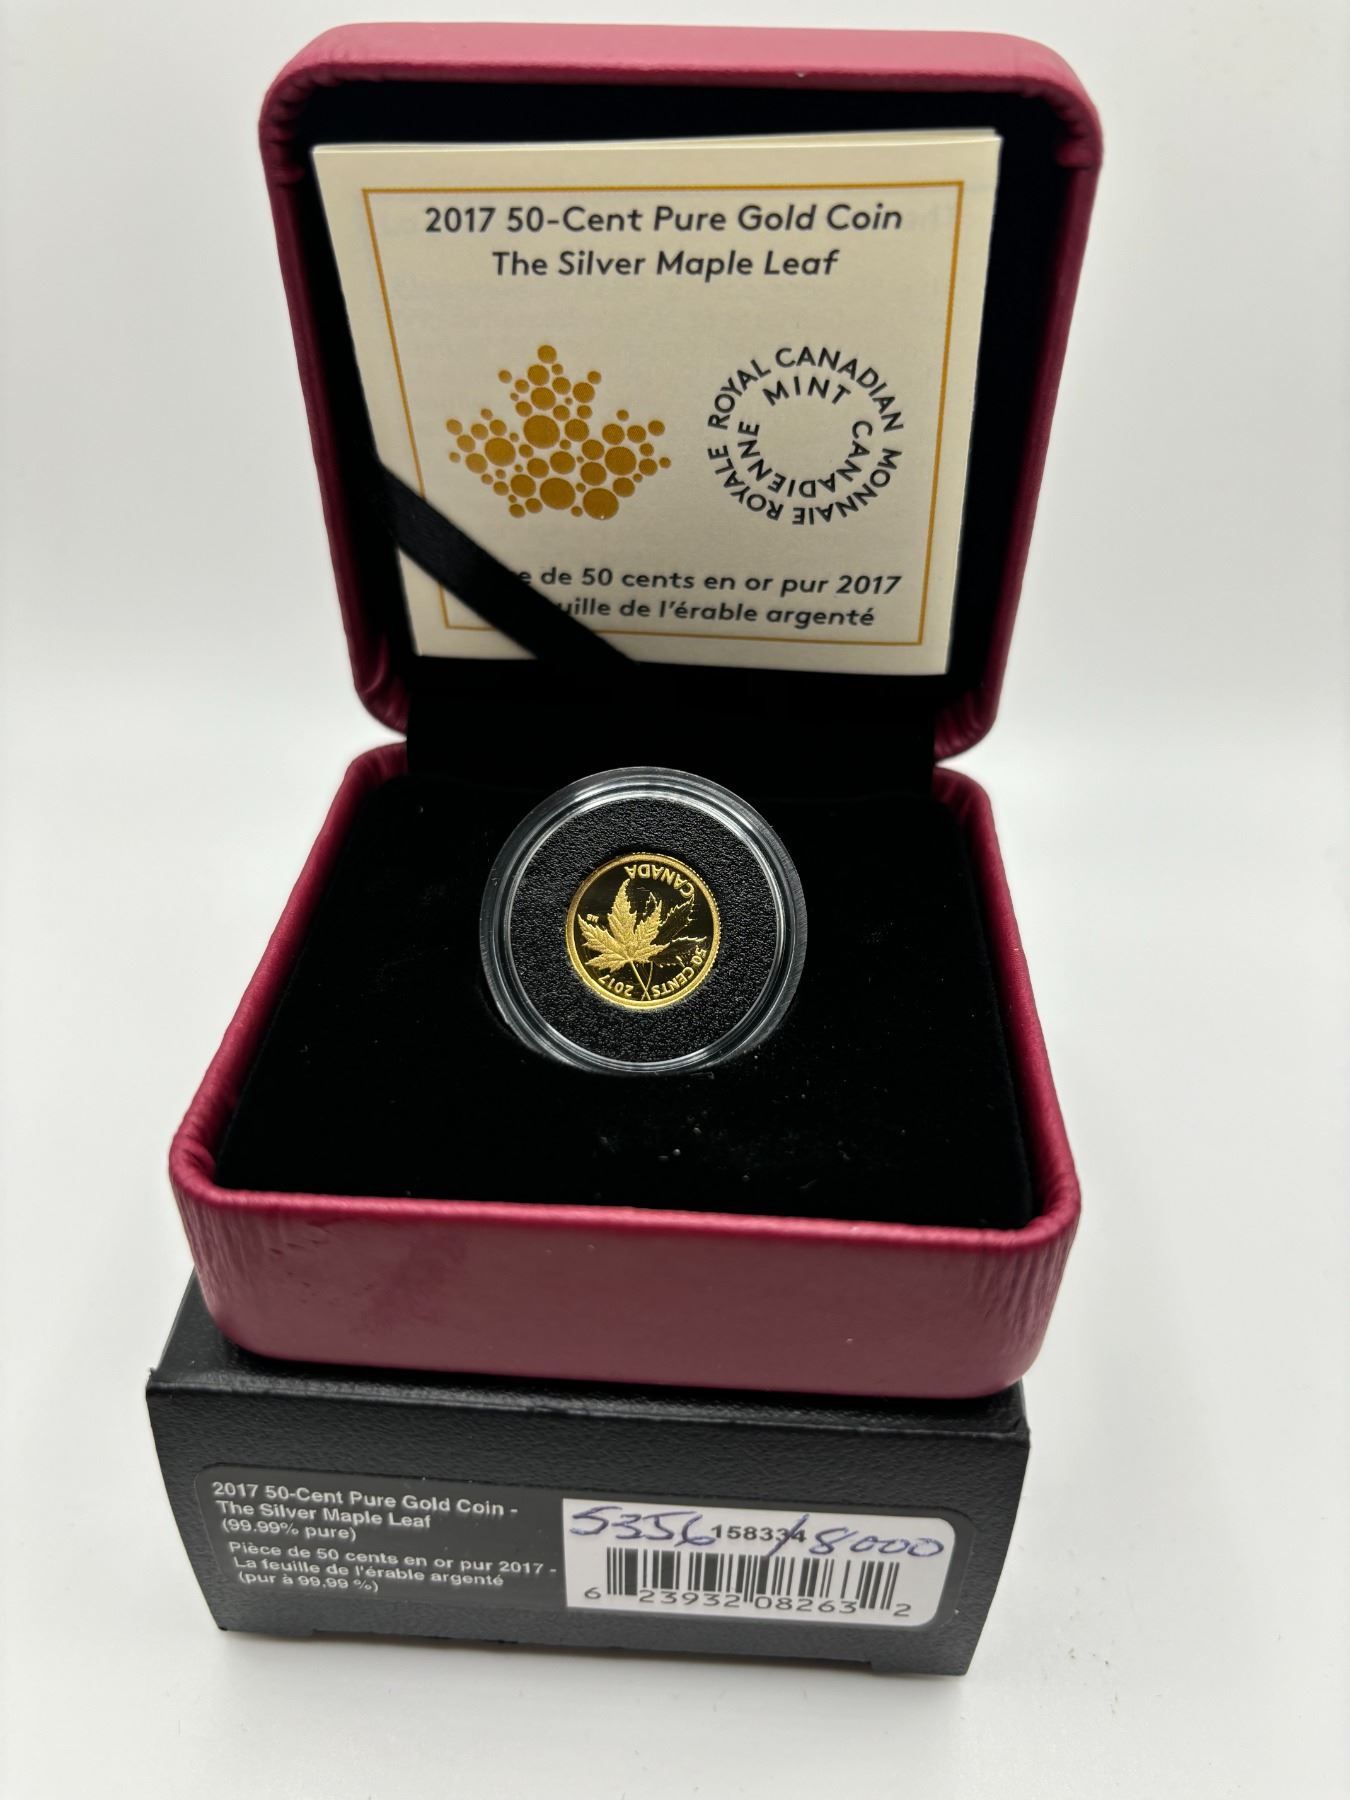 2017 50-Cent Pure Gold Coin
The Silver Maple Leaf
ROYAL CANADIAN MINT
MONNAIE ROYALE CANADIENNE
e de 50 cents en or pur 2017
uille de l'érable argenté
CANADA
50 CENTS
2017
2017 50-Cent Pure Gold Coin -
The Silver Maple Leaf
(99.99% pure)
Pièce de 50 cents en or pur 2017 -
La feuille de l'érable argenté
(pur à 99,99 %)
5356 / 8000
158334
6 23932 08263 2